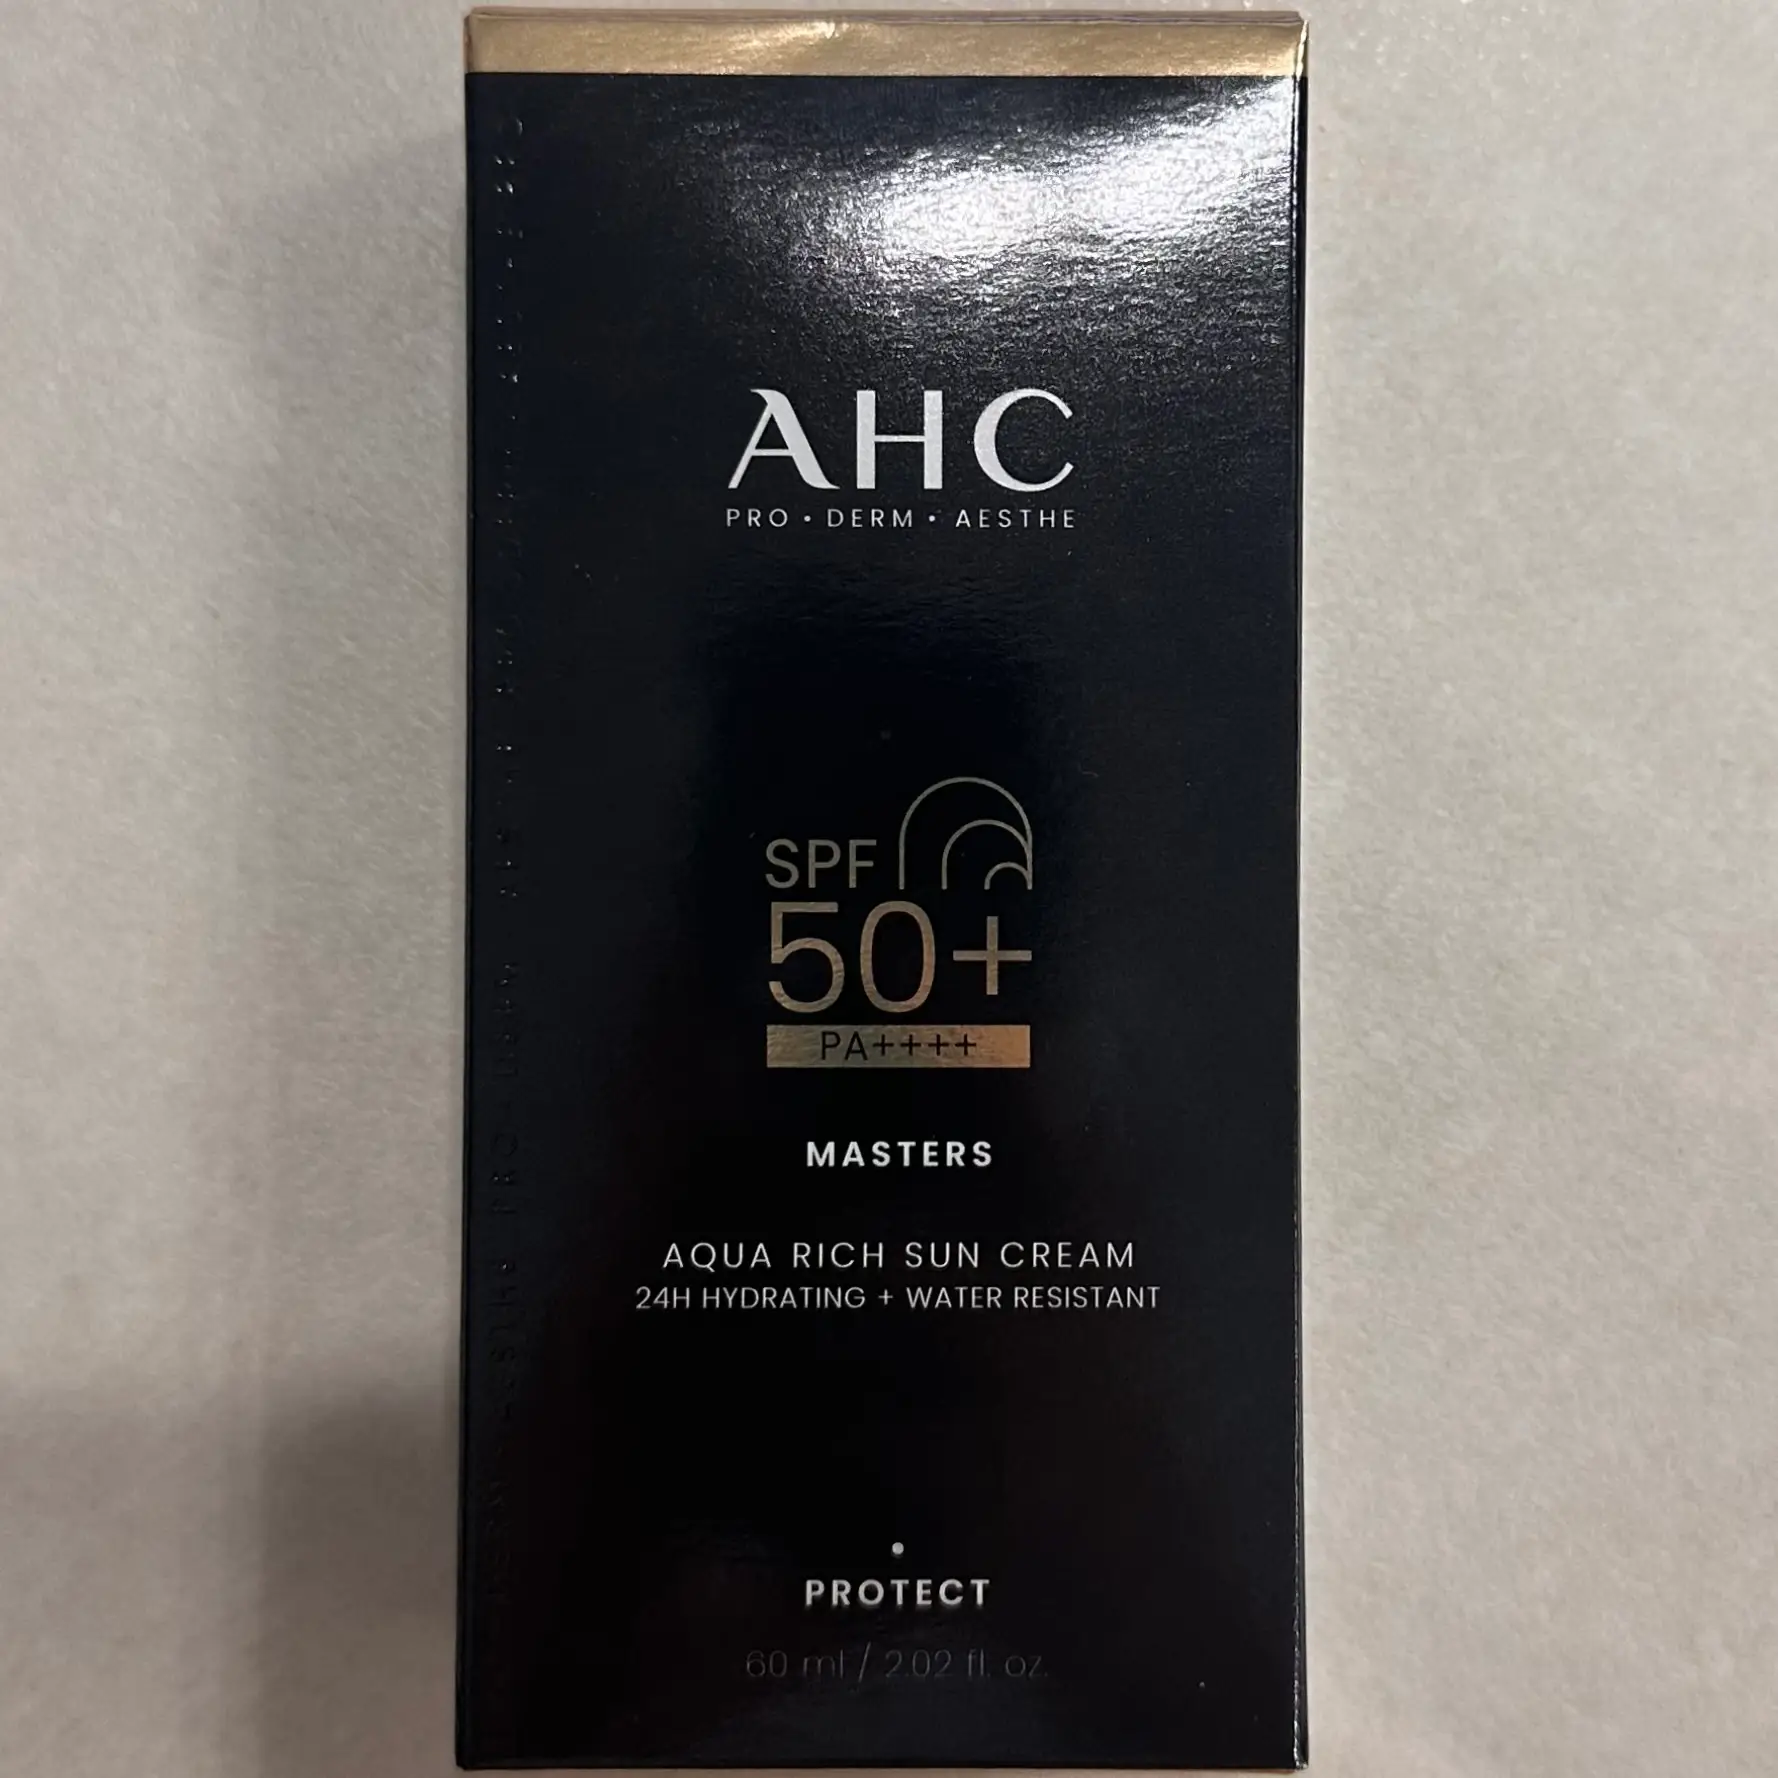 AHC
PRO • DERM • AESTHE
SPF
50+
PA++++
MASTERS
AQUA RICH SUN CREAM
24H HYDRATING + WATER RESISTANT
PROTECT
60 ml / 2.02 fl. oz.